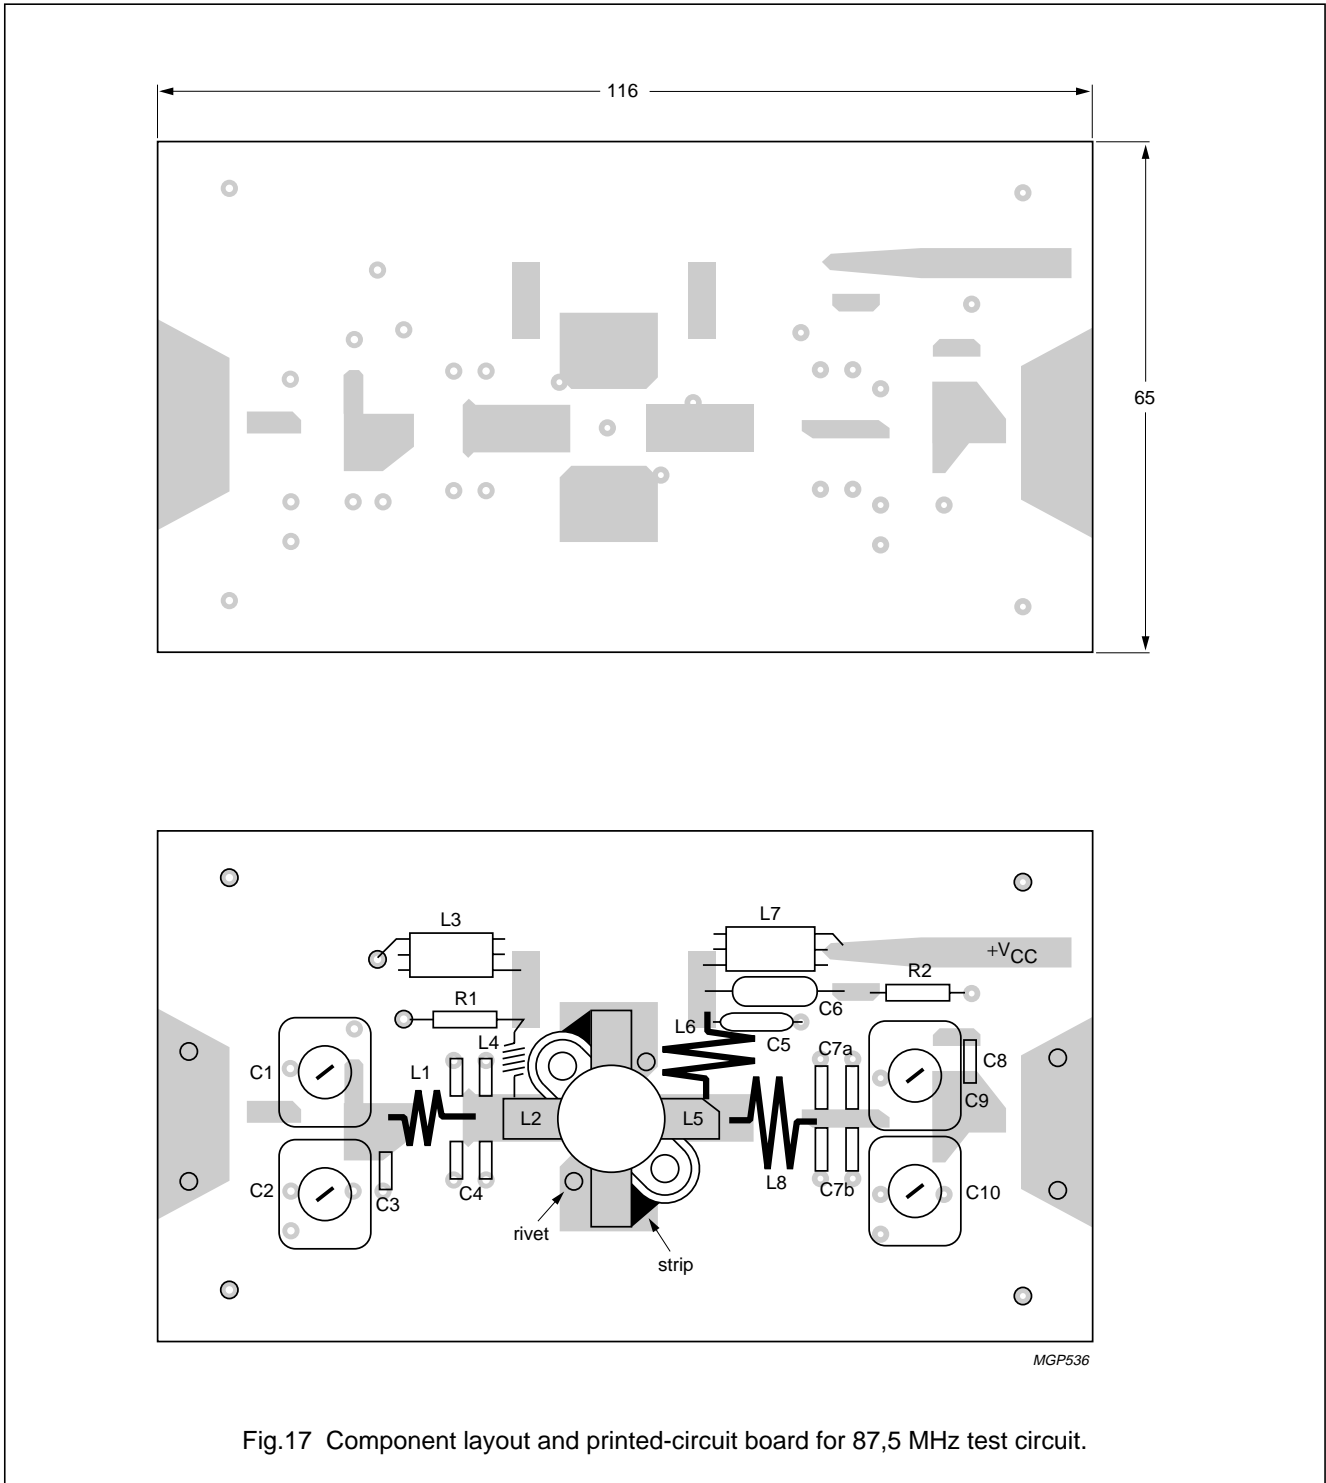 116
65
L3
L7
+VCC
R2
R1
C6
L6
L4
C5
C7a
C1
L1
C8
C9
L2
L5
C2
C3
C4
L8
C7b
C10
rivet
strip
MGP536
Fig.17 Component layout and printed-circuit board for 87,5 MHz test circuit.